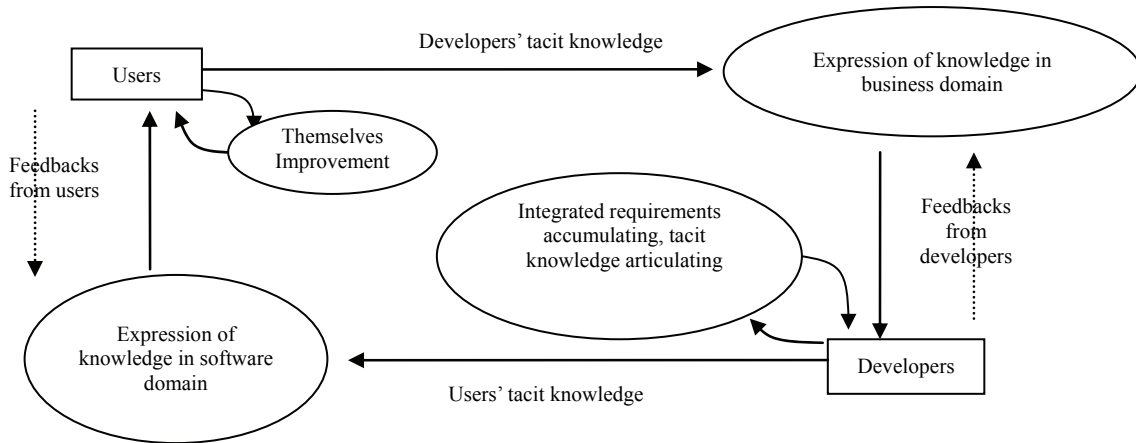 Developers’ tacit knowledge
Users
Expression of knowledge in
business domain
Themselves
Improvement
Feedbacks
from users
Integrated requirements
accumulating, tacit
knowledge articulating
Feedbacks
from
developers
Expression of
knowledge in software
domain
Developers
Users’ tacit knowledge